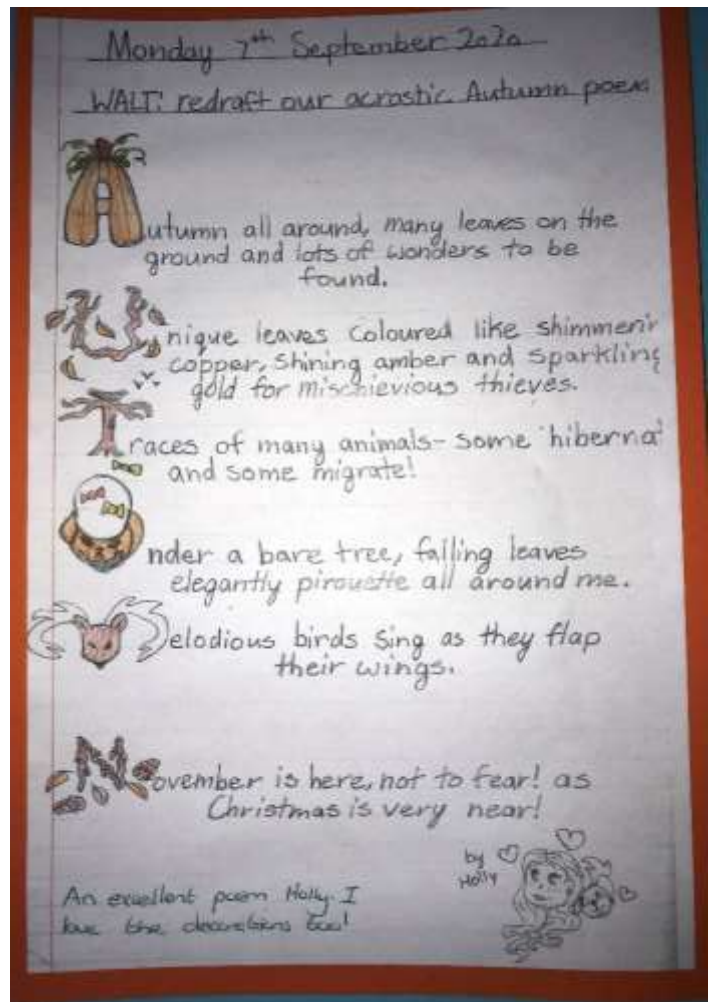 Monday 7th September 2020
WALT: redraft our acrostic Autumn poem
Autumn all around, many leaves on the
ground and lots of wonders to be
found.
Unique leaves coloured like shimmerin
copper, shining amber and sparkling
gold for mischievious thieves.
Traces of many animals- some hiberna
and some migrate!
Under a bare tree, falling leaves
elegantly pirouette all around me.
Melodious birds sing as they flap
their wings.
November is here, not to fear! as
Christmas is very near!
by
Holly
An excellent poem Holly. I
love the decorations too!